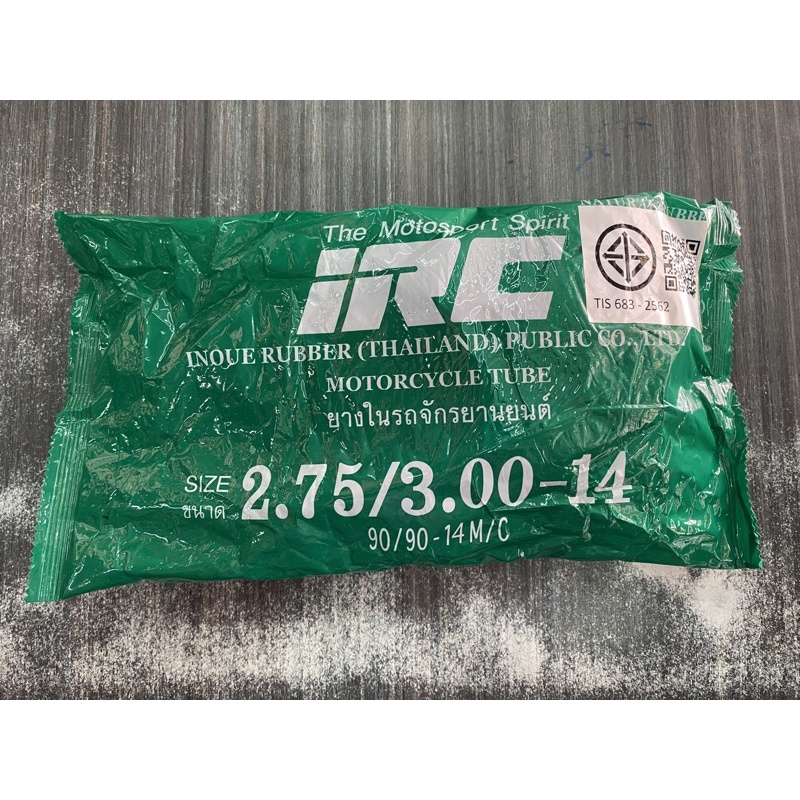 NATURAL RUBBER
The Motosport Spirit
iRC
TIS 683 - 2562
INOUE RUBBER (THAILAND) PUBLIC CO., LTD.
MOTORCYCLE TUBE
ยางในรถจักรยานยนต์
SIZE
ขนาด
2.75/3.00-14
90/90-14 M/C